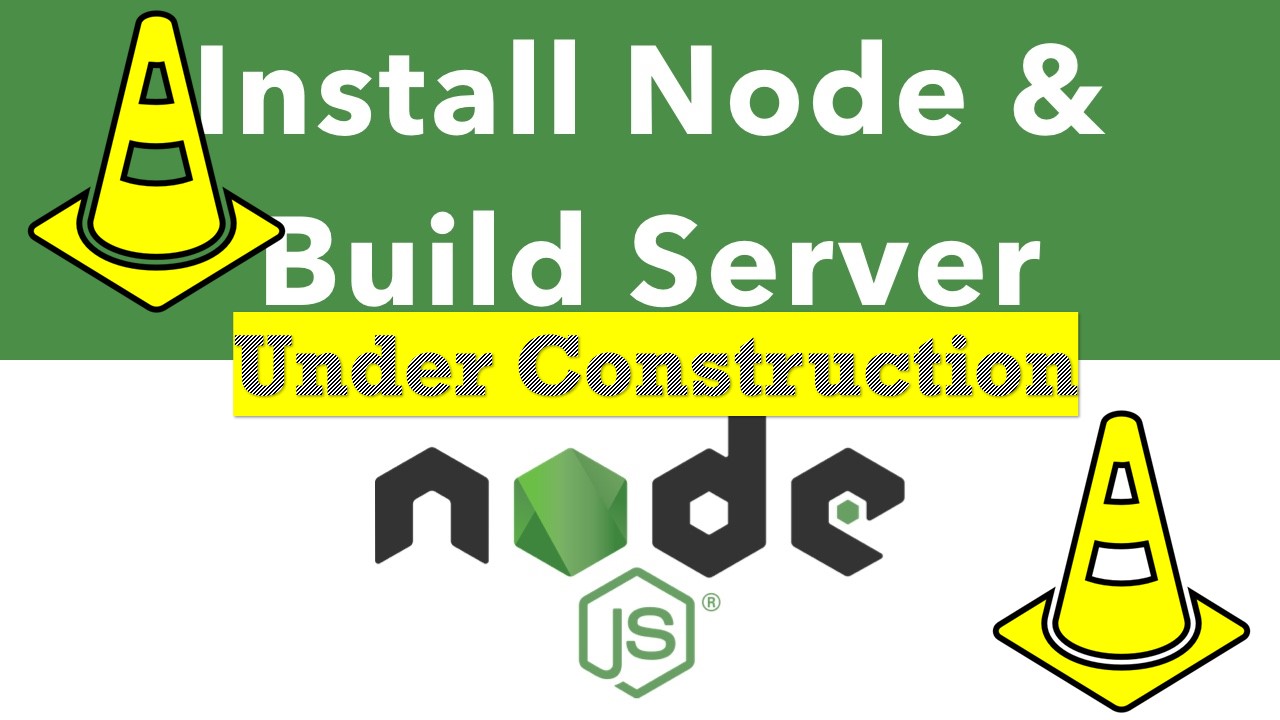 Install Node &
Build Server
Under Construction
node
JS®